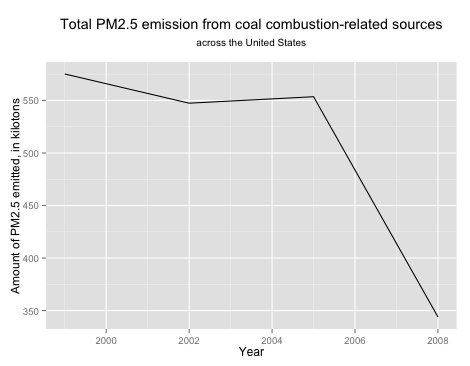 Total PM2.5 emission from coal combustion-related sources
across the United States
Amount of PM2.5 emitted, in kilotons
550
500
450
400
350
2000
2002
2004
2006
2008
Year